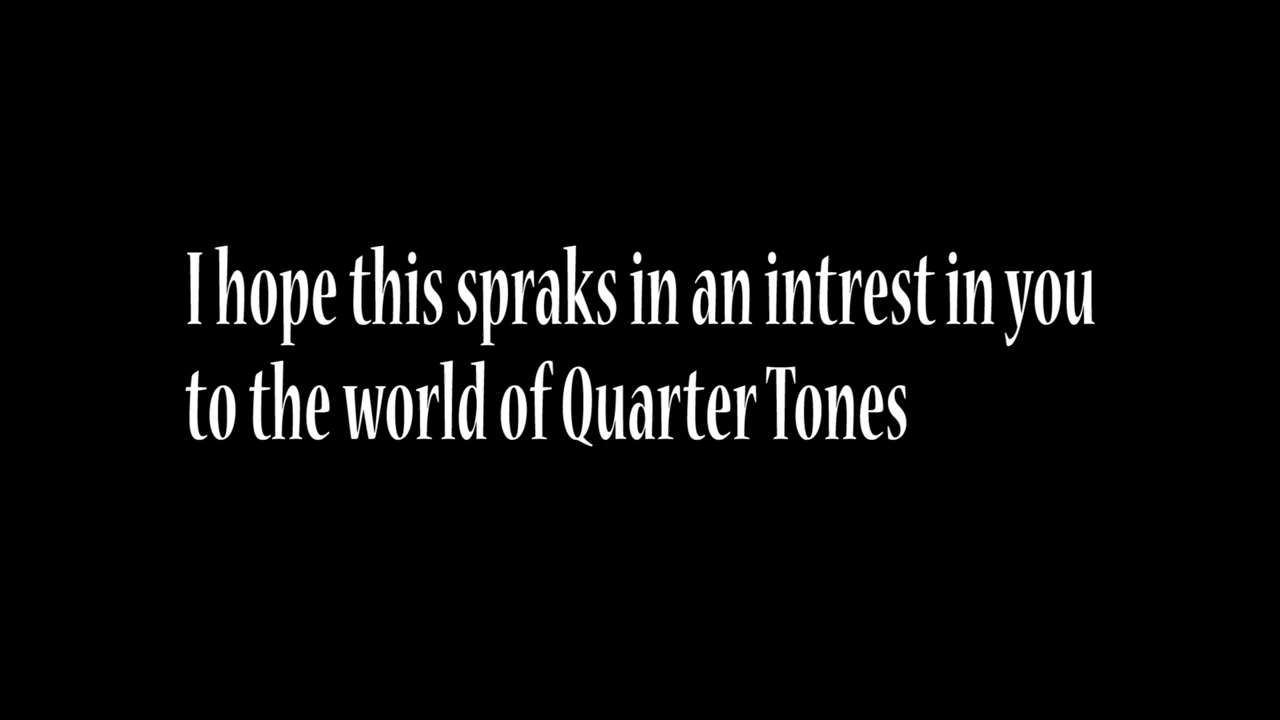 I hope this spraks in an intrest in you
to the world of Quarter Tones